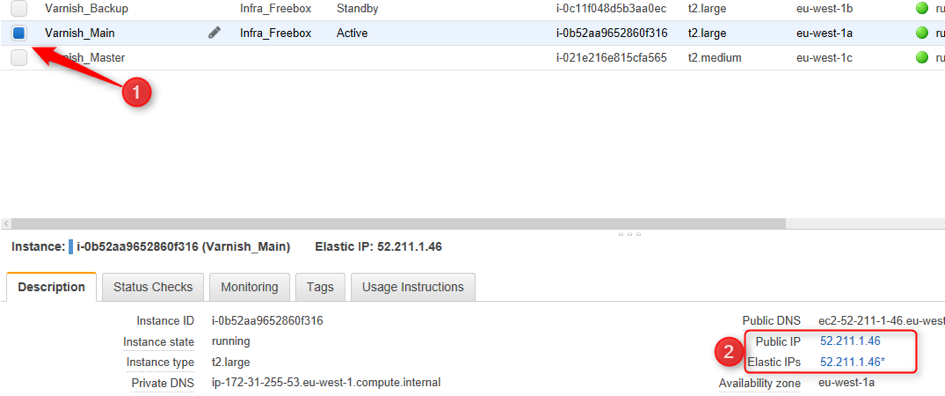 Varnish_Backup Infra_Freebox Standby i-0c11f048d5b3aa0ec t2.large eu-west-1b ru
Varnish_Main Infra_Freebox Active i-0b52aa9652860f316 t2.large eu-west-1a ru
Varnish_Master i-021e216e815cfa565 t2.medium eu-west-1c ru
1
Instance: i-0b52aa9652860f316 (Varnish_Main) Elastic IP: 52.211.1.46
Description Status Checks Monitoring Tags Usage Instructions
Instance ID i-0b52aa9652860f316 Public DNS ec2-52-211-1-46.eu-west
Instance state running Public IP 52.211.1.46
2
Instance type t2.large Elastic IPs 52.211.1.46*
Private DNS ip-172-31-255-53.eu-west-1.compute.internal Availability zone eu-west-1a